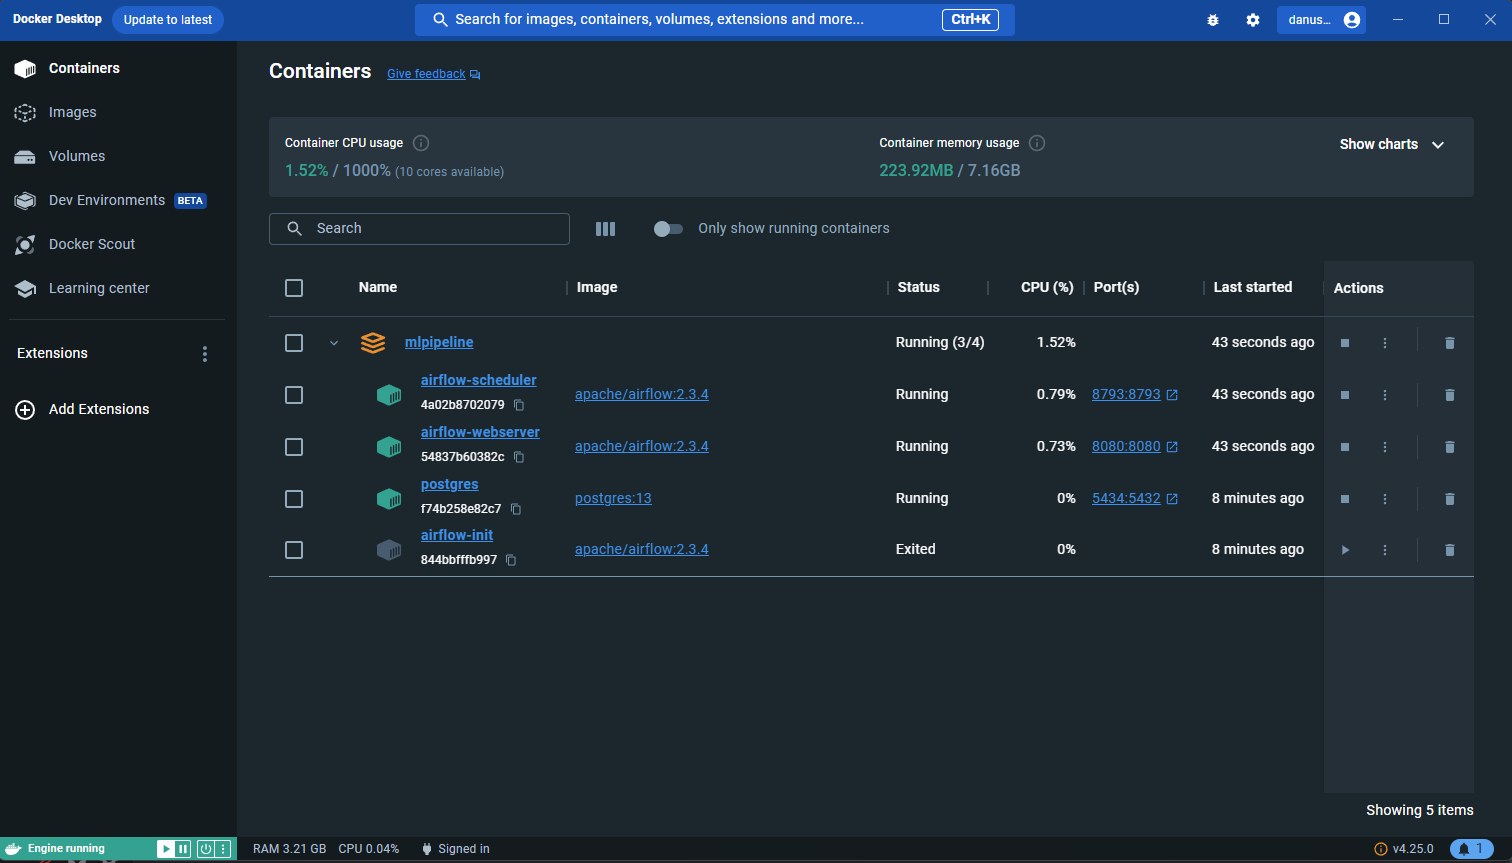 Docker Desktop Update to latest Search for images, containers, volumes, extensions and more... Ctrl+K danus...
Containers
Images
Volumes
Dev Environments BETA
Docker Scout
Learning center
Extensions
Add Extensions
Containers Give feedback
Container CPU usage
1.52% / 1000% (10 cores available)
Container memory usage
223.92MB / 7.16GB
Show charts
Search
Only show running containers
Name Image Status CPU (%) Port(s) Last started Actions
mlpipeline Running (3/4) 1.52% 43 seconds ago
airflow-scheduler
4a02b8702079
apache/airflow:2.3.4 Running 0.79% 8793:8793 43 seconds ago
airflow-webserver
54837b60382c
apache/airflow:2.3.4 Running 0.73% 8080:8080 43 seconds ago
postgres
f74b258e82c7
postgres:13 Running 0% 5434:5432 8 minutes ago
airflow-init
844bbfffb997
apache/airflow:2.3.4 Exited 0% 8 minutes ago
Showing 5 items
Engine running RAM 3.21 GB CPU 0.04% Signed in v4.25.0 1